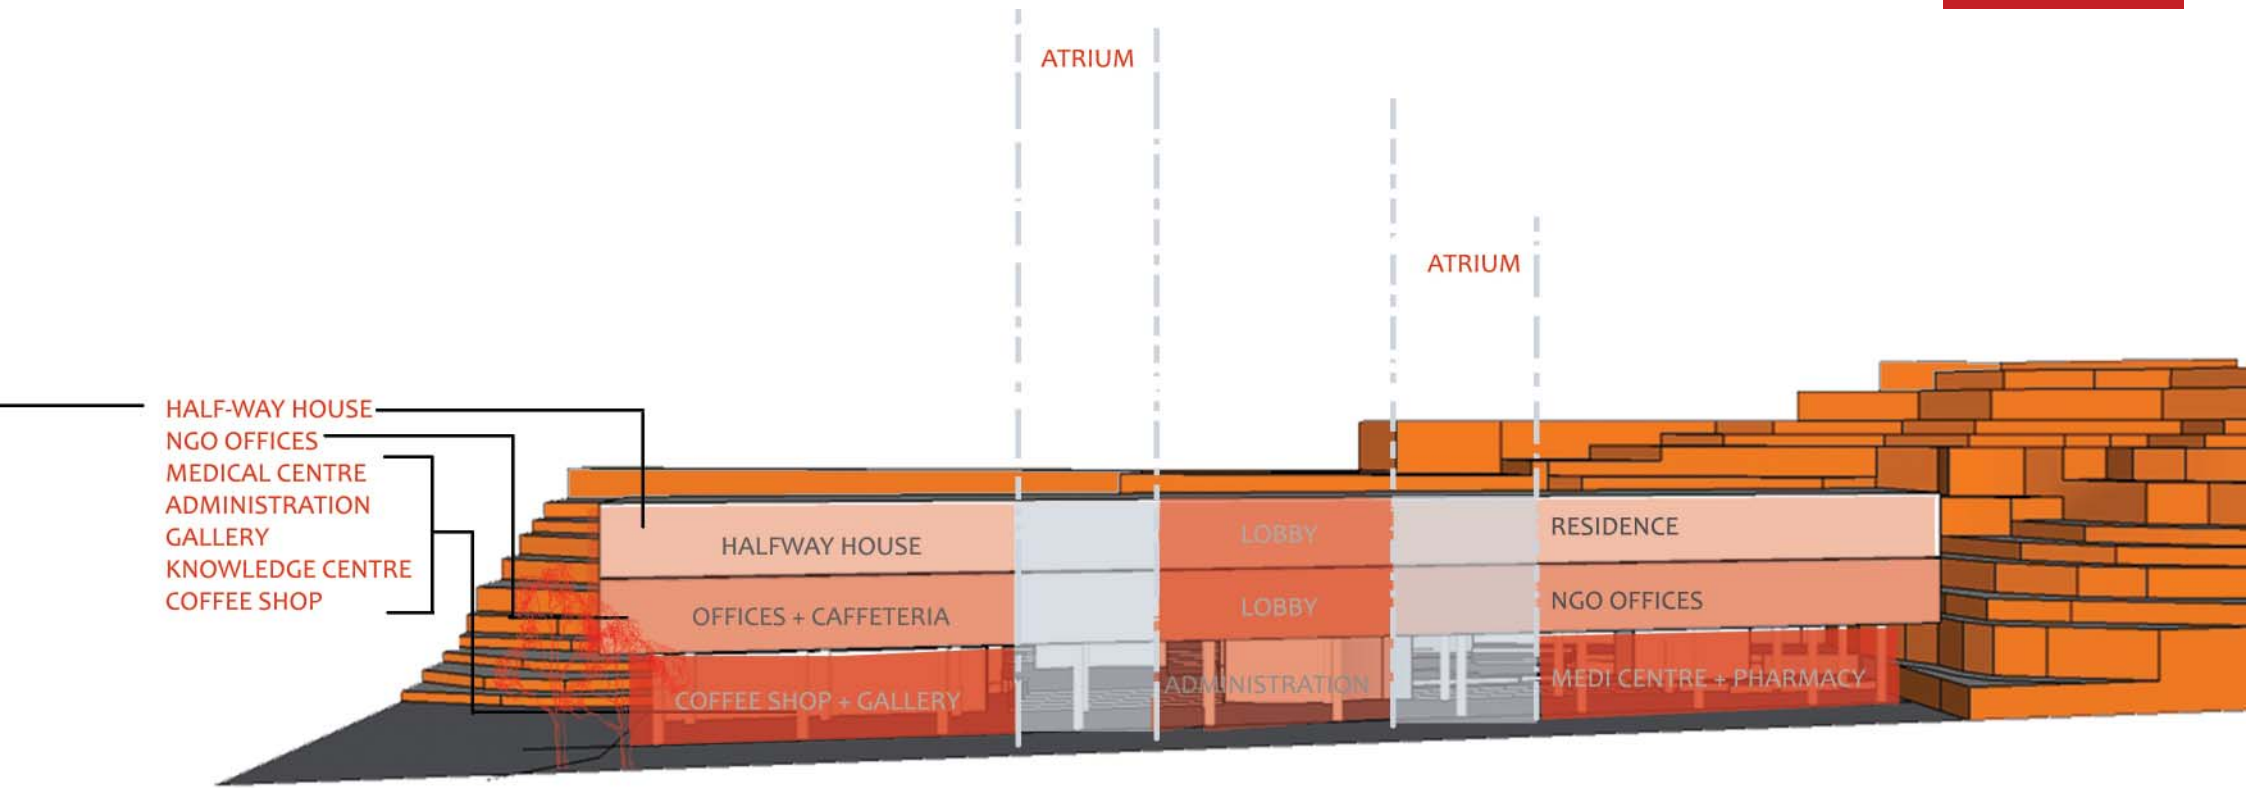 ATRIUM
ATRIUM
HALF-WAY HOUSE
NGO OFFICES
MEDICAL CENTRE
ADMINISTRATION
GALLERY
KNOWLEDGE CENTRE
COFFEE SHOP
HALFWAY HOUSE
LOBBY
RESIDENCE
OFFICES + CAFFETERIA
LOBBY
NGO OFFICES
COFFEE SHOP + GALLERY
ADMINISTRATION
MEDI CENTRE + PHARMACY